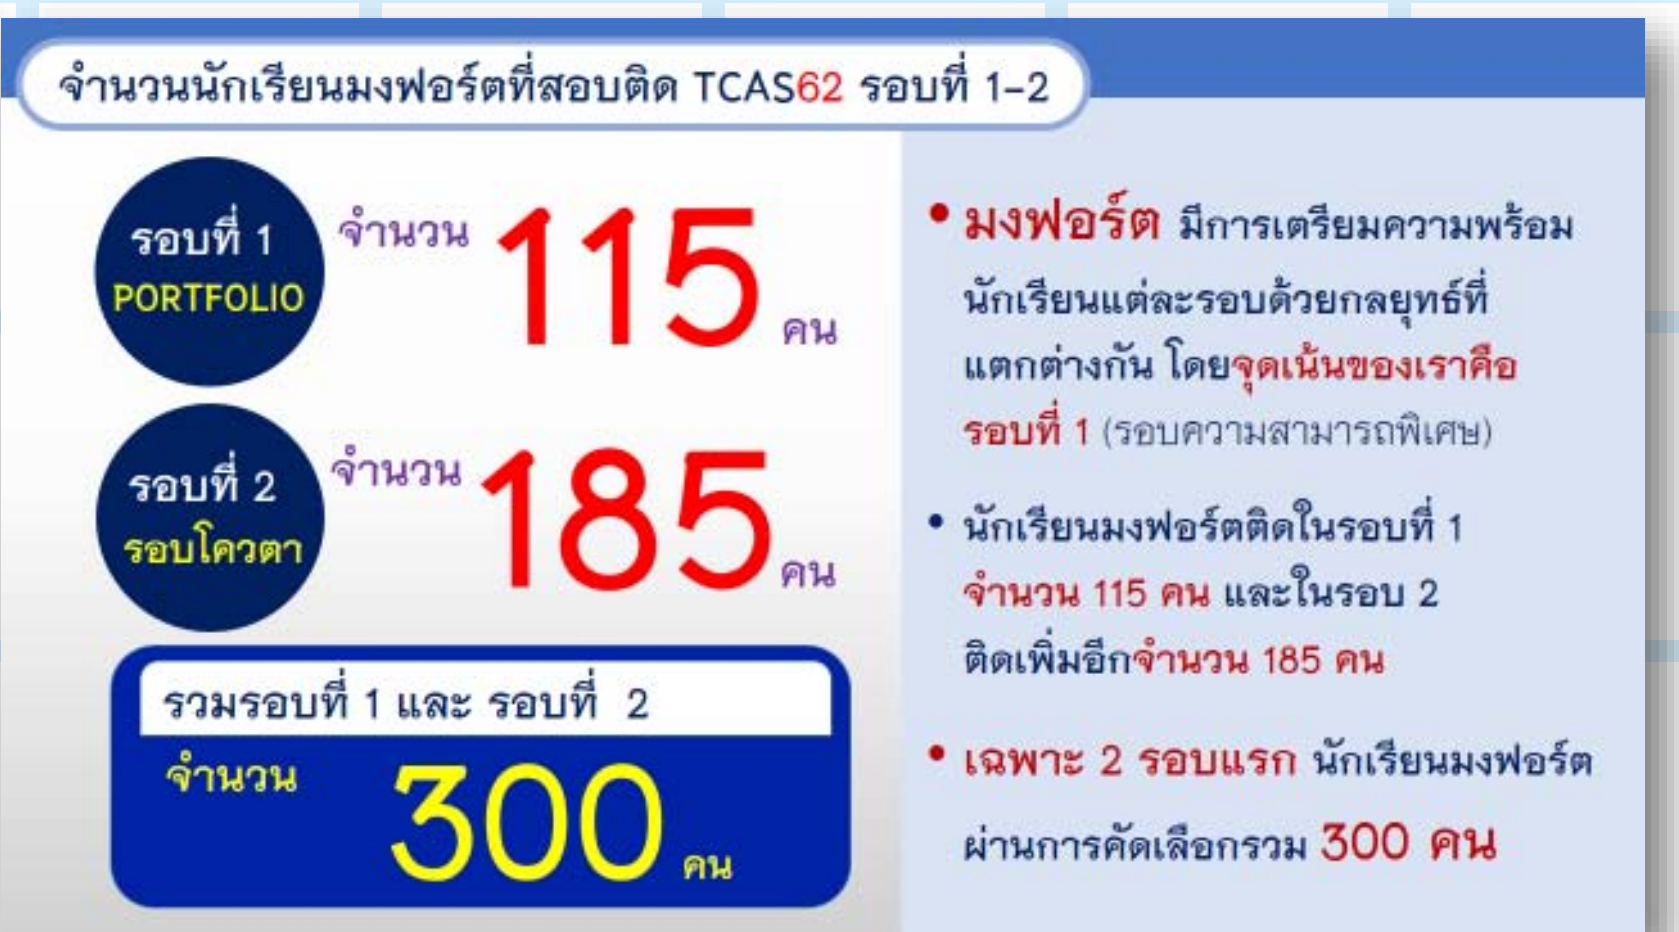 จำนวนนักเรียนมงฟอร์ตที่สอบติด TCAS62 รอบที่ 1-2
รอบที่ 1
PORTFOLIO
จำนวน 115 คน
รอบที่ 2
รอบโควตา
จำนวน 185 คน
รวมรอบที่ 1 และ รอบที่ 2
จำนวน 300 คน
• มงฟอร์ต มีการเตรียมความพร้อม
นักเรียนแต่ละรอบด้วยกลยุทธ์ที่
แตกต่างกัน โดยจุดเน้นของเราคือ
รอบที่ 1 (รอบความสามารถพิเศษ)
• นักเรียนมงฟอร์ตติดในรอบที่ 1
จำนวน 115 คน และในรอบ 2
ติดเพิ่มอีกจำนวน 185 คน
• เฉพาะ 2 รอบแรก นักเรียนมงฟอร์ต
ผ่านการคัดเลือกรวม 300 คน